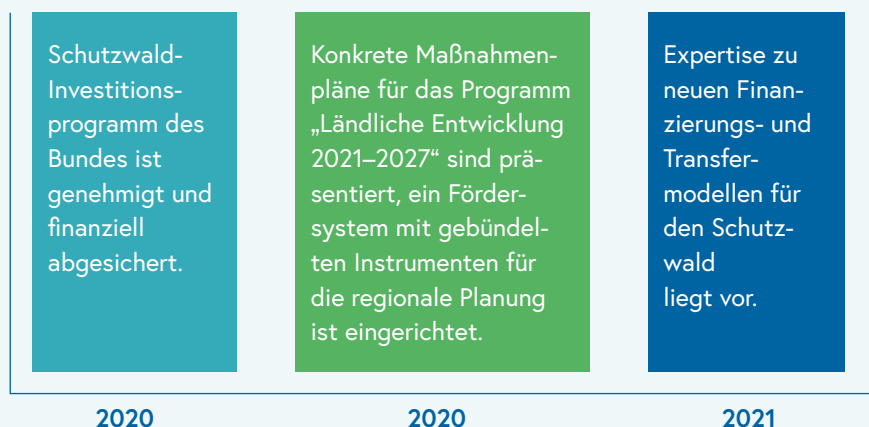 Schutzwald-
Investitions-
programm des
Bundes ist
genehmigt und
finanziell
abgesichert.
Konkrete Maßnahmen-
pläne für das Programm
„Ländliche Entwicklung
2021–2027“ sind prä-
sentiert, ein Förder-
system mit gebündel-
ten Instrumenten für
die regionale Planung
ist eingerichtet.
Expertise zu
neuen Finan-
zierungs- und
Transfer-
modellen für
den Schutz-
wald
liegt vor.
2020
2020
2021